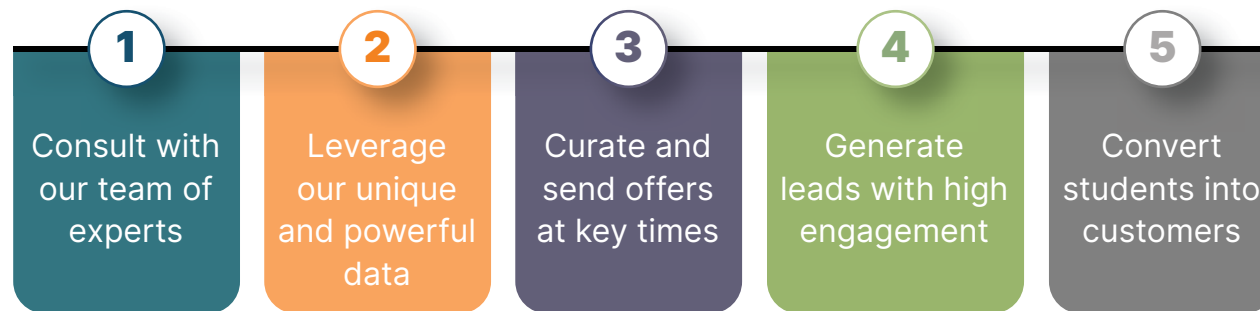 1
Consult with
our team of
experts
2
Leverage
our unique
and powerful
data
3
Curate and
send offers
at key times
4
Generate
leads with high
engagement
5
Convert
students into
customers